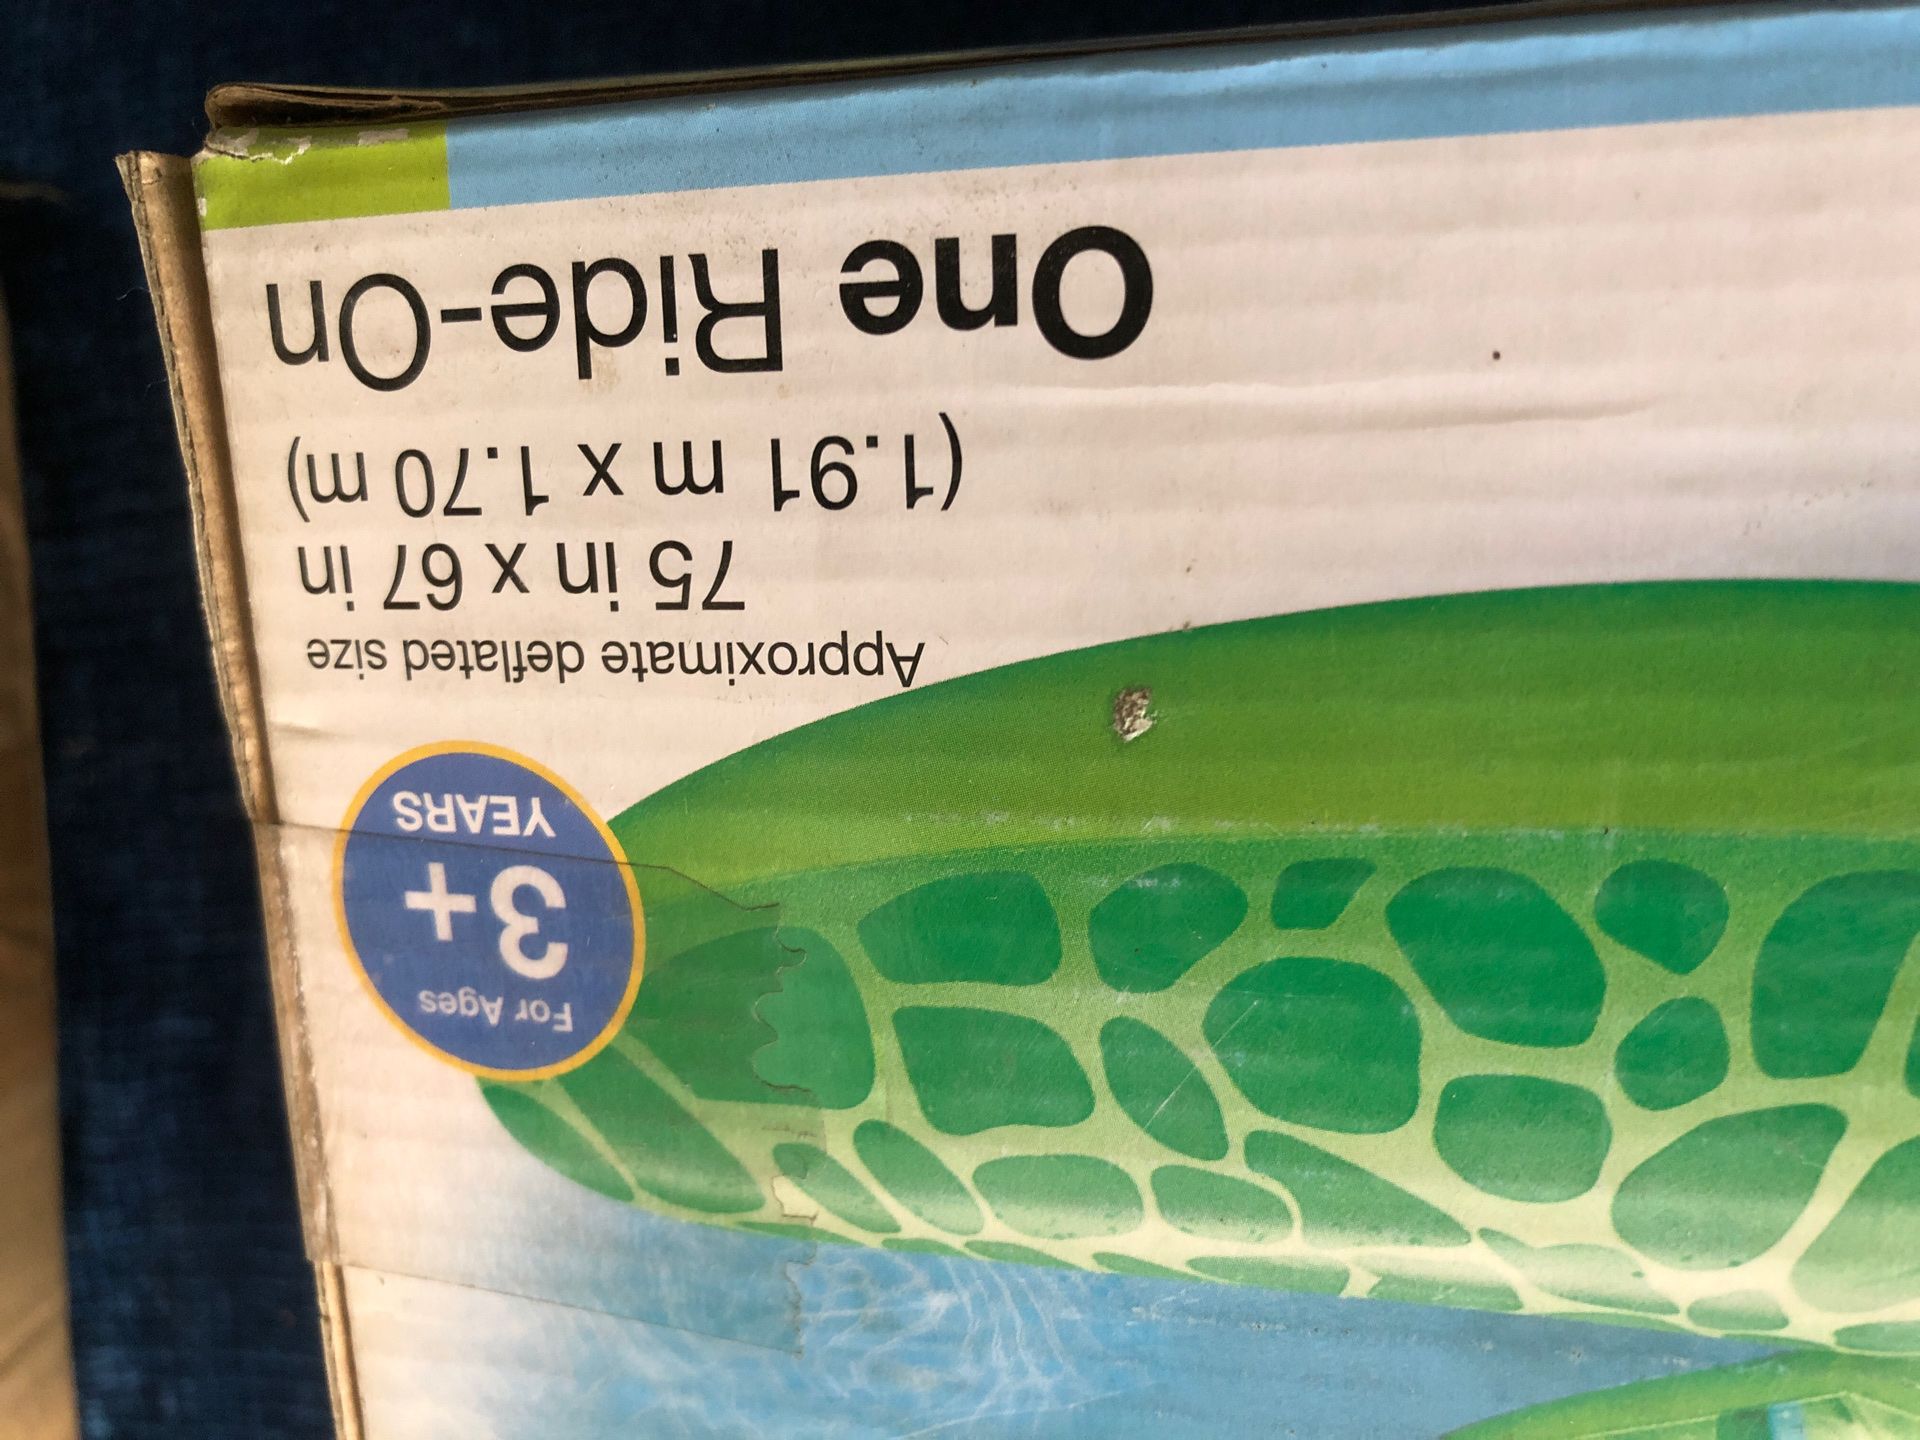 For Ages
3+
YEARS
Approximate deflated size
75 in x 67 in
(1.91 m x 1.70 m)
One Ride-On